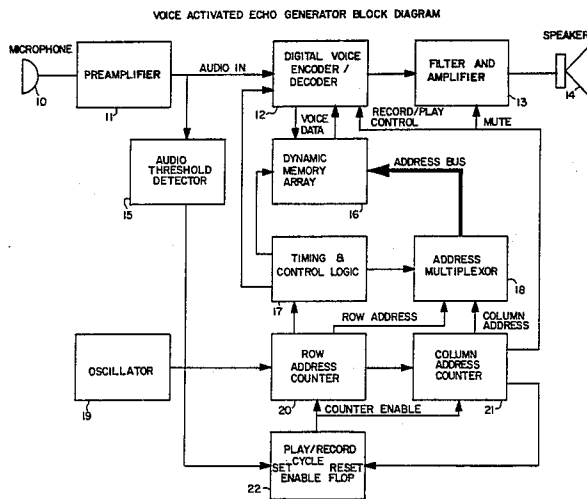 VOICE ACTIVATED ECHO GENERATOR BLOCK DIAGRAM
MICROPHONE
10
PREAMPLIFIER
11
AUDIO IN
DIGITAL VOICE
ENCODER /
DECODER
12
FILTER AND
AMPLIFIER
13
SPEAKER
14
VOICE
DATA
RECORD/PLAY
CONTROL
MUTE
AUDIO
THRESHOLD
DETECTOR
15
DYNAMIC
MEMORY
ARRAY
16
ADDRESS BUS
TIMING &
CONTROL LOGIC
17
ADDRESS
MULTIPLEXOR
18
ROW ADDRESS
COLUMN
ADDRESS
OSCILLATOR
19
ROW
ADDRESS
COUNTER
20
COLUMN
ADDRESS
COUNTER
21
COUNTER ENABLE
PLAY/RECORD
CYCLE
SET RESET
ENABLE FLOP
22